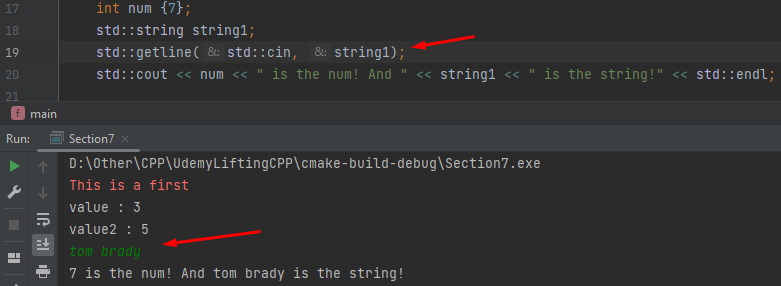 17 int num {7};
18 std::string string1;
19 std::getline( &: std::cin, &: string1);
20 std::cout << num << " is the num! And " << string1 << " is the string!" << std::endl;
21
f main
Run: Section7 ×
D:\Other\CPP\UdemyLiftingCPP\cmake-build-debug\Section7.exe
This is a first
value : 3
value2 : 5
tom brady
7 is the num! And tom brady is the string!